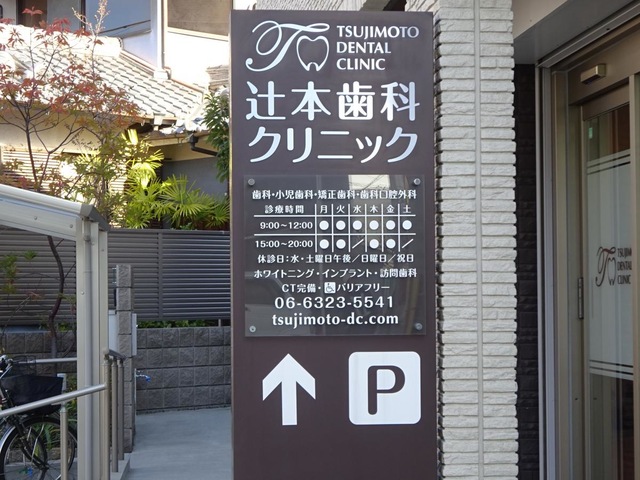 TSUJIMOTO
DENTAL
CLINIC
辻本歯科
クリニック
歯科・小児歯科・矯正歯科・歯科口腔外科
診療時間 月 火 水 木 金 土
9:00〜12:00 ● ● ● ● ● ●
15:00〜20:00 ● ● ／ ● ● ／
休診日：水・土曜日午後／日曜日／祝日
ホワイトニング・インプラント・訪問歯科
CT完備・♿バリアフリー
06-6323-5541
tsujimoto-dc.com
P
TSUJIMOTO
DENTAL
CLINIC